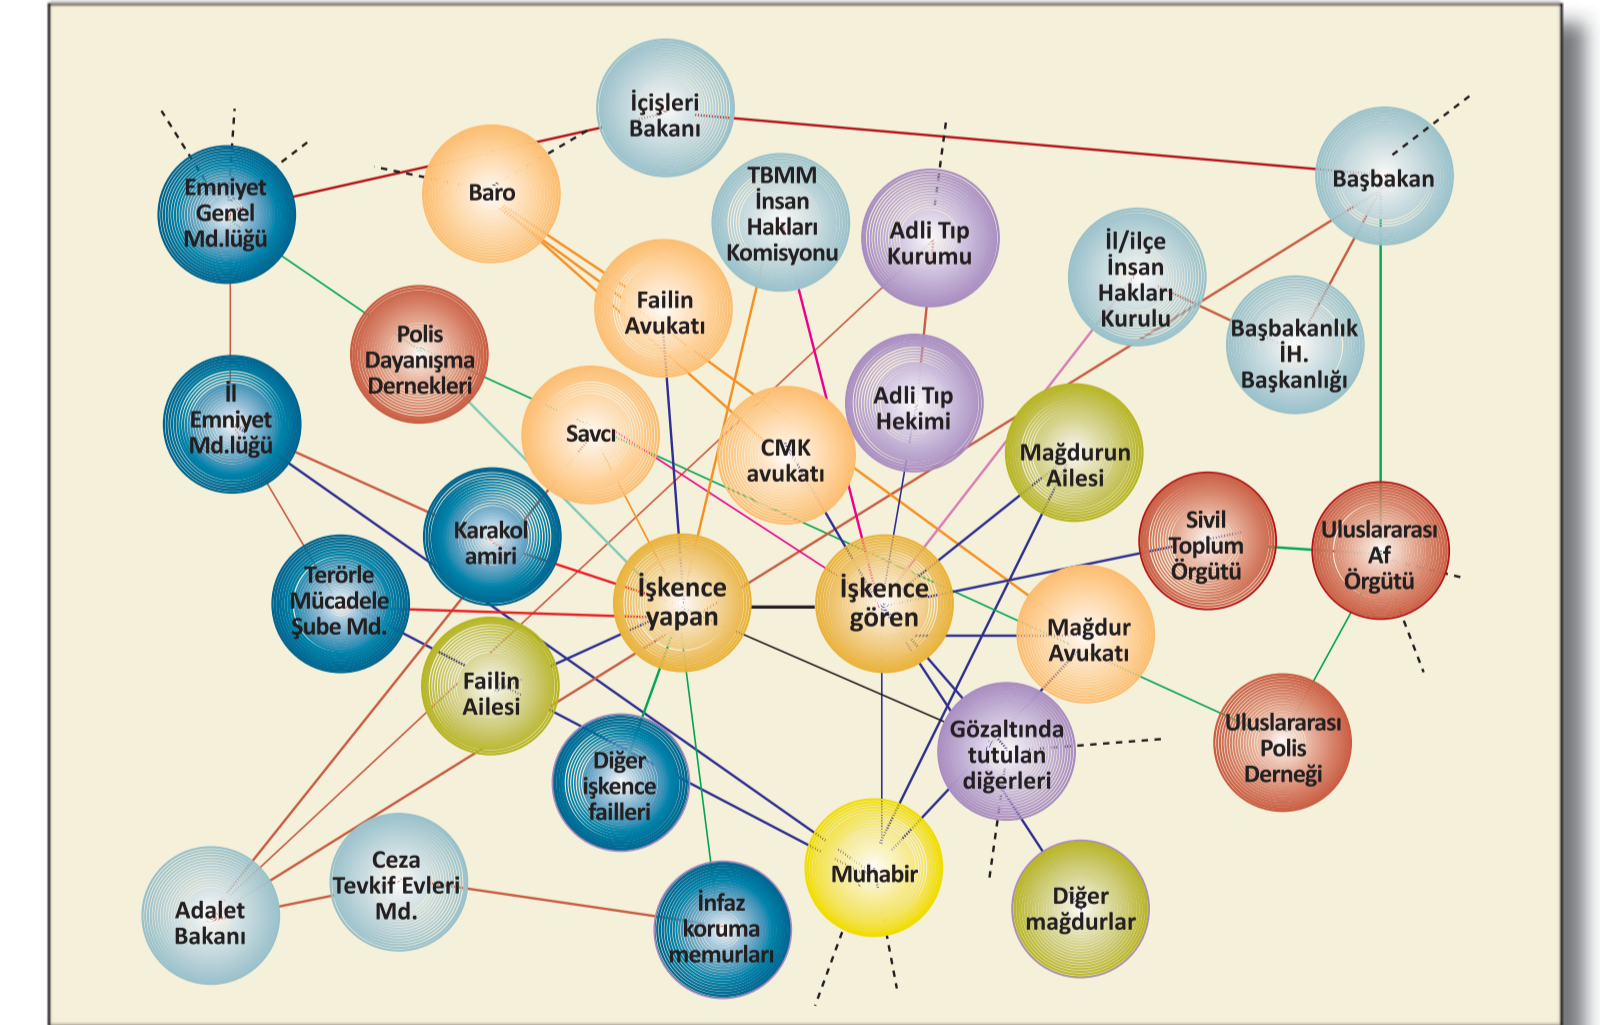 İçişleri
Bakanı
Başbakan
Emniyet
Genel
Md.lüğü
Baro
TBMM
İnsan
Hakları
Komisyonu
Adli Tıp
Kurumu
İl/ilçe
İnsan
Hakları
Kurulu
Başbakanlık
İH.
Başkanlığı
Failin
Avukatı
Polis
Dayanışma
Dernekleri
Adli Tıp
Hekimi
İl
Emniyet
Md.lüğü
Savcı
CMK
avukatı
Mağdurun
Ailesi
Karakol
amiri
Sivil
Toplum
Örgütü
Uluslararası
Af
Örgütü
Terörle
Mücadele
Şube Md.
İşkence
yapan
İşkence
gören
Mağdur
Avukatı
Failin
Ailesi
Gözaltında
tutulan
diğerleri
Uluslararası
Polis
Derneği
Diğer
işkence
failleri
Muhabir
Ceza
Tevkif Evleri
Md.
Adalet
Bakanı
İnfaz
koruma
memurları
Diğer
mağdurlar